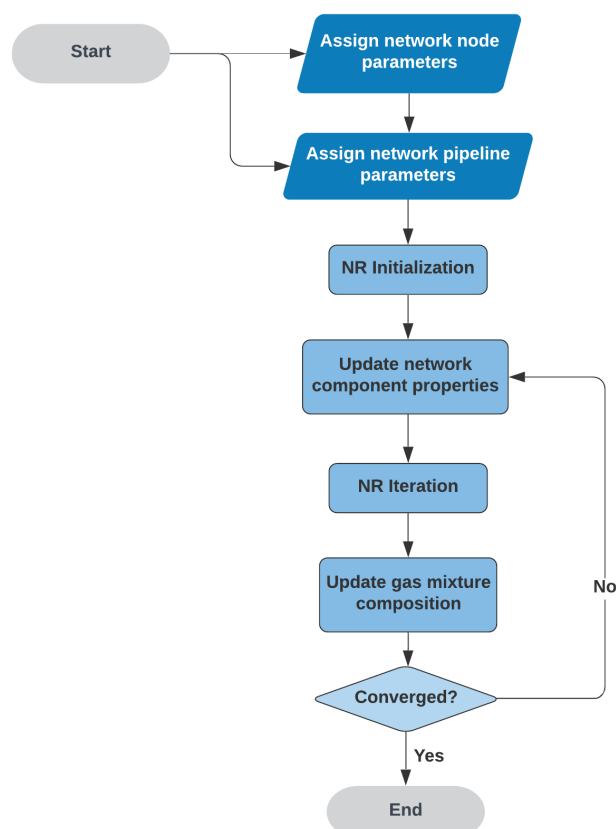 Start
Assign network node
parameters
Assign network pipeline
parameters
NR Initialization
Update network
component properties
NR Iteration
Update gas mixture
composition
No
Converged?
Yes
End